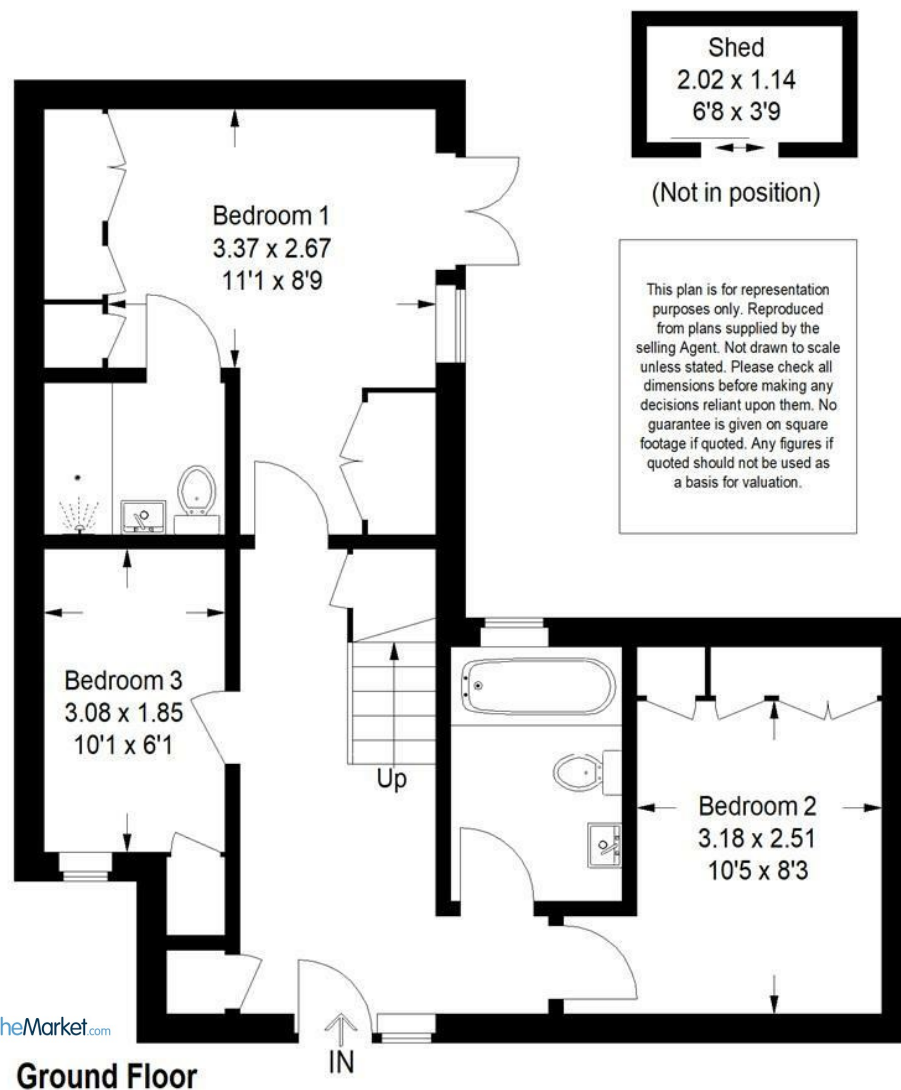 Shed
2.02 x 1.14
6'8 x 3'9
(Not in position)
Bedroom 1
3.37 x 2.67
11'1 x 8'9
This plan is for representation
purposes only. Reproduced
from plans supplied by the
selling Agent. Not drawn to scale
unless stated. Please check all
dimensions before making any
decisions reliant upon them. No
guarantee is given on square
footage if quoted. Any figures if
quoted should not be used as
a basis for valuation.
Bedroom 3
3.08 x 1.85
10'1 x 6'1
Up
Bedroom 2
3.18 x 2.51
10'5 x 8'3
heMarket.com
IN
Ground Floor